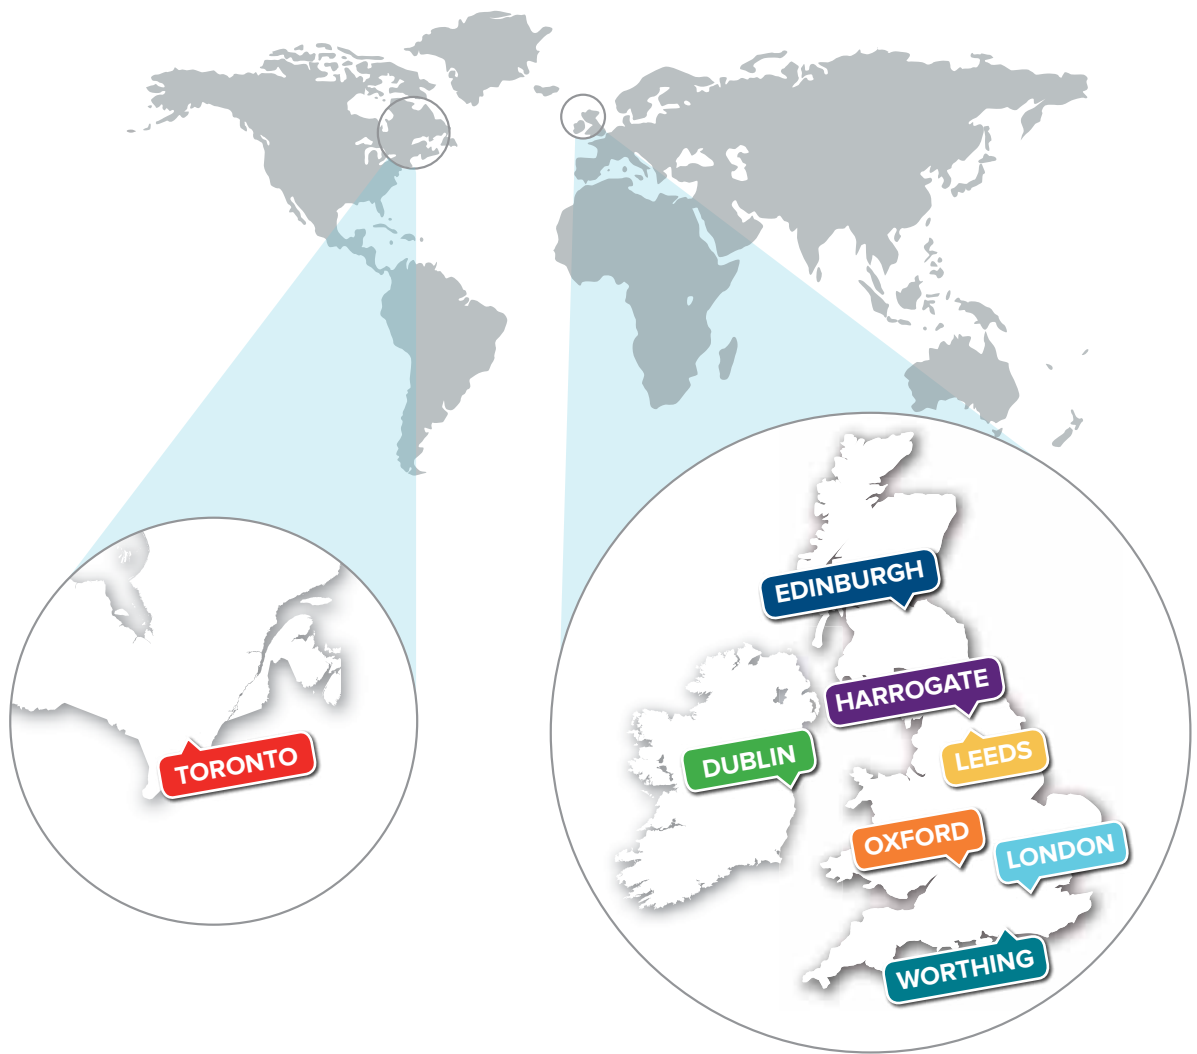 EDINBURGH
HARROGATE
DUBLIN
LEEDS
TORONTO
OXFORD
LONDON
WORTHING